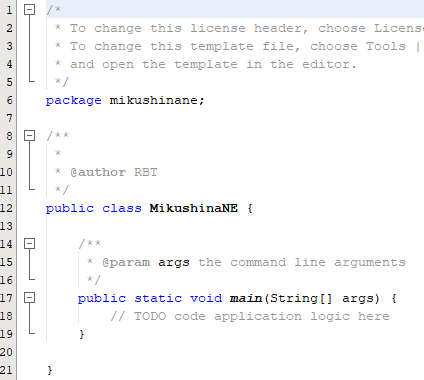 1 /*
2 * To change this license header, choose
3 * To change this template file, choose Tools |
4 * and open the template in the editor.
5 */
6 package mikushinane;
7
8 /**
9 *
10 * @author RBT
11 */
12 public class MikushinaNE {
13
14 /**
15 * @param args the command line arguments
16 */
17 public static void main(String[] args) {
18 // TODO code application logic here
19 }
20
21 }